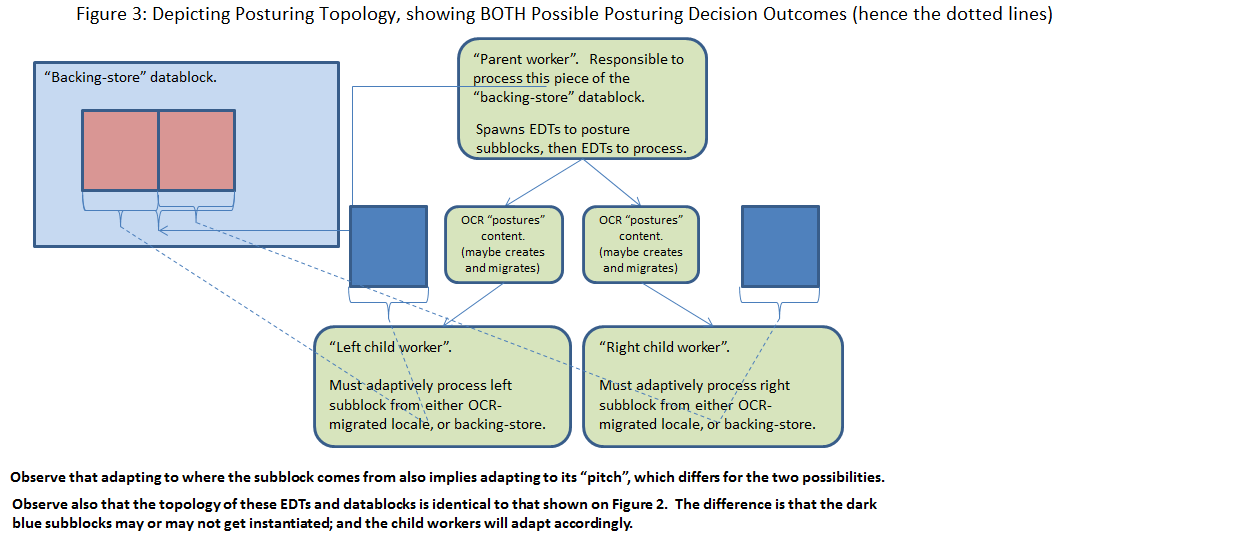 Figure 3: Depicting Posturing Topology, showing BOTH Possible Posturing Decision Outcomes (hence the dotted lines)
“Backing-store” datablock.
“Parent worker”.   Responsible to
process this piece of the
“backing-store” datablock.
Spawns EDTs to posture
subblocks, then EDTs to process.
OCR “postures”
content.
(maybe creates
and migrates)
OCR “postures”
content.
(maybe creates
and migrates)
“Left child worker”.
Must adaptively process left
subblock from either OCR-
migrated locale, or backing-store.
“Right child worker”.
Must adaptively process right
subblock from either OCR-
migrated locale, or backing-store.
Observe that adapting to where the subblock comes from also implies adapting to its “pitch”, which differs for the two possibilities.
Observe also that the topology of these EDTs and datablocks is identical to that shown on Figure 2.  The difference is that the dark
blue subblocks may or may not get instantiated; and the child workers will adapt accordingly.